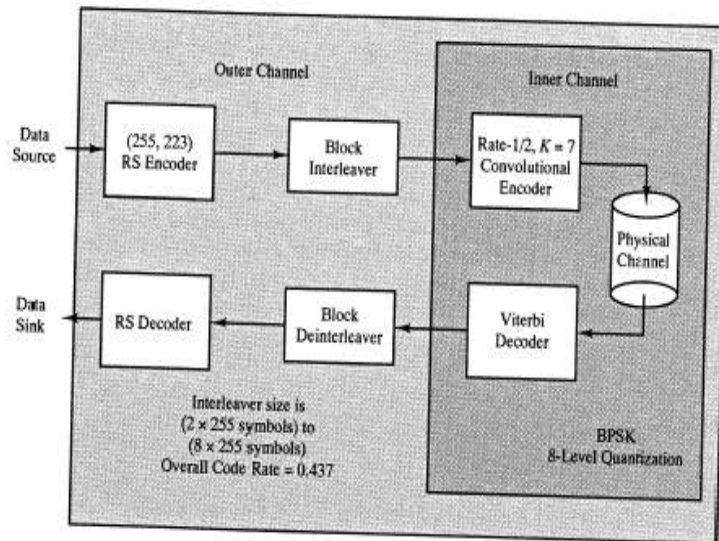 Outer Channel
Inner Channel
Data
Source
(255, 223)
RS Encoder
Block
Interleaver
Rate-1/2, K = 7
Convolutional
Encoder
Physical
Channel
Data
Sink
RS Decoder
Block
Deinterleaver
Viterbi
Decoder
Interleaver size is
(2 × 255 symbols) to
(8 × 255 symbols)
Overall Code Rate = 0.437
BPSK
8-Level Quantization